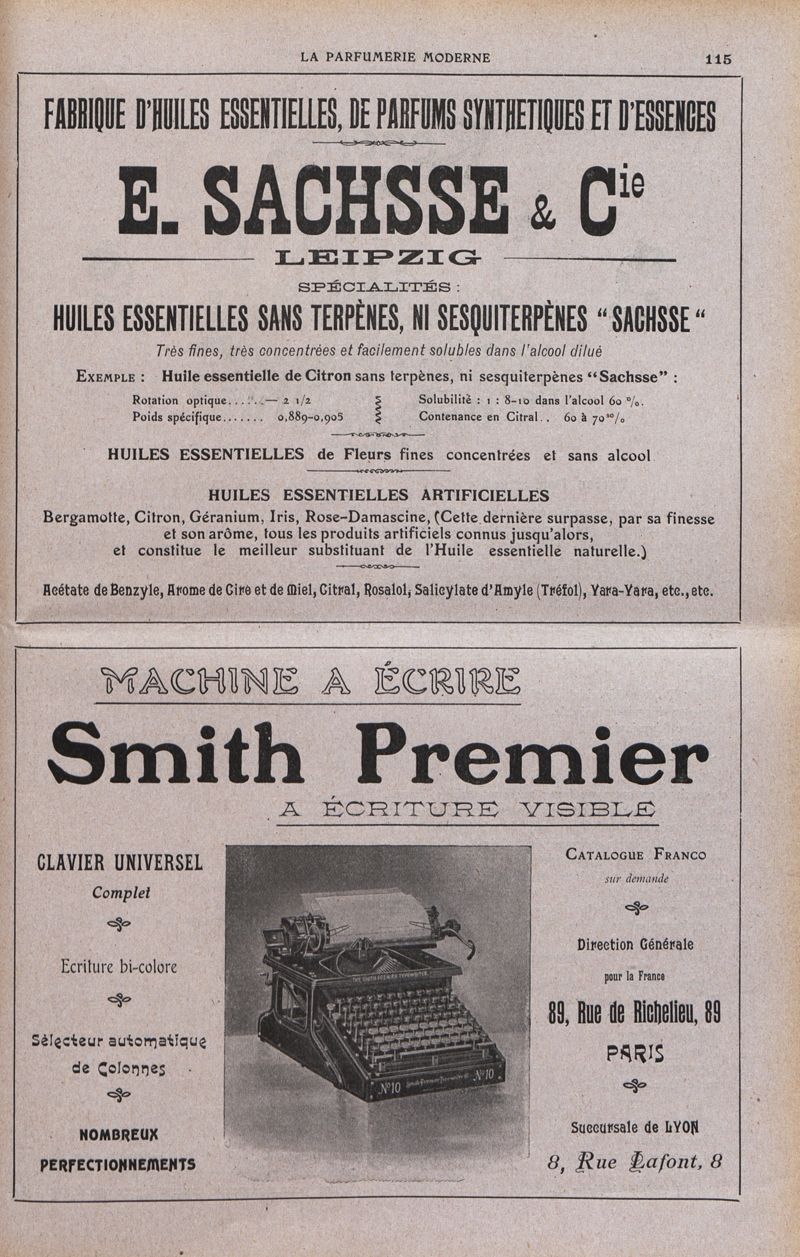 LA PARFUMERIE MODERNE
115
FABRIQUE D'HUILES ESSENTIELLES, DE PARFUMS SYNTHETIQUES ET D'ESSENCES
E. SACHSSE & Cie
LEIPZIG
SPÉCIALITÉS :
HUILES ESSENTIELLES SANS TERPÈNES, NI SESQUITERPÈNES "SACHSSE"
Très fines, très concentrées et facilement solubles dans l'alcool dilué
EXEMPLE : Huile essentielle de Citron sans terpènes, ni sesquiterpènes "Sachsse" :
Rotation optique..... — 2 1/2
Poids spécifique....... 0,889-0,905
Solubilité : 1 : 8-10 dans l'alcool 60 %.
Contenance en Citral.. 60 à 70 %
HUILES ESSENTIELLES de Fleurs fines concentrées et sans alcool
HUILES ESSENTIELLES ARTIFICIELLES
Bergamotte, Citron, Géranium, Iris, Rose-Damascine, (Cette dernière surpasse, par sa finesse
et son arôme, tous les produits artificiels connus jusqu'alors,
et constitue le meilleur substituant de l'Huile essentielle naturelle.)
Acétate de Benzyle, Arome de Cire et de Miel, Citral, Rosalol, Salicylate d'Amyle (Tréfol), Yara-Yara, etc., etc.
MACHINE A ÉCRIRE
Smith Premier
A ÉCRITURE VISIBLE
CLAVIER UNIVERSEL
Complet
Ecriture bi-colore
Sélecteur automatique
de Colonnes
NOMBREUX
PERFECTIONNEMENTS
THE SMITH PREMIER TYPEWRITER
No 10
Smith Premier Typewriter
No 10
CATALOGUE FRANCO
sur demande
Direction Générale
pour la France
89, Rue de Richelieu, 89
PARIS
Succursale de LYON
8, Rue Lafont, 8